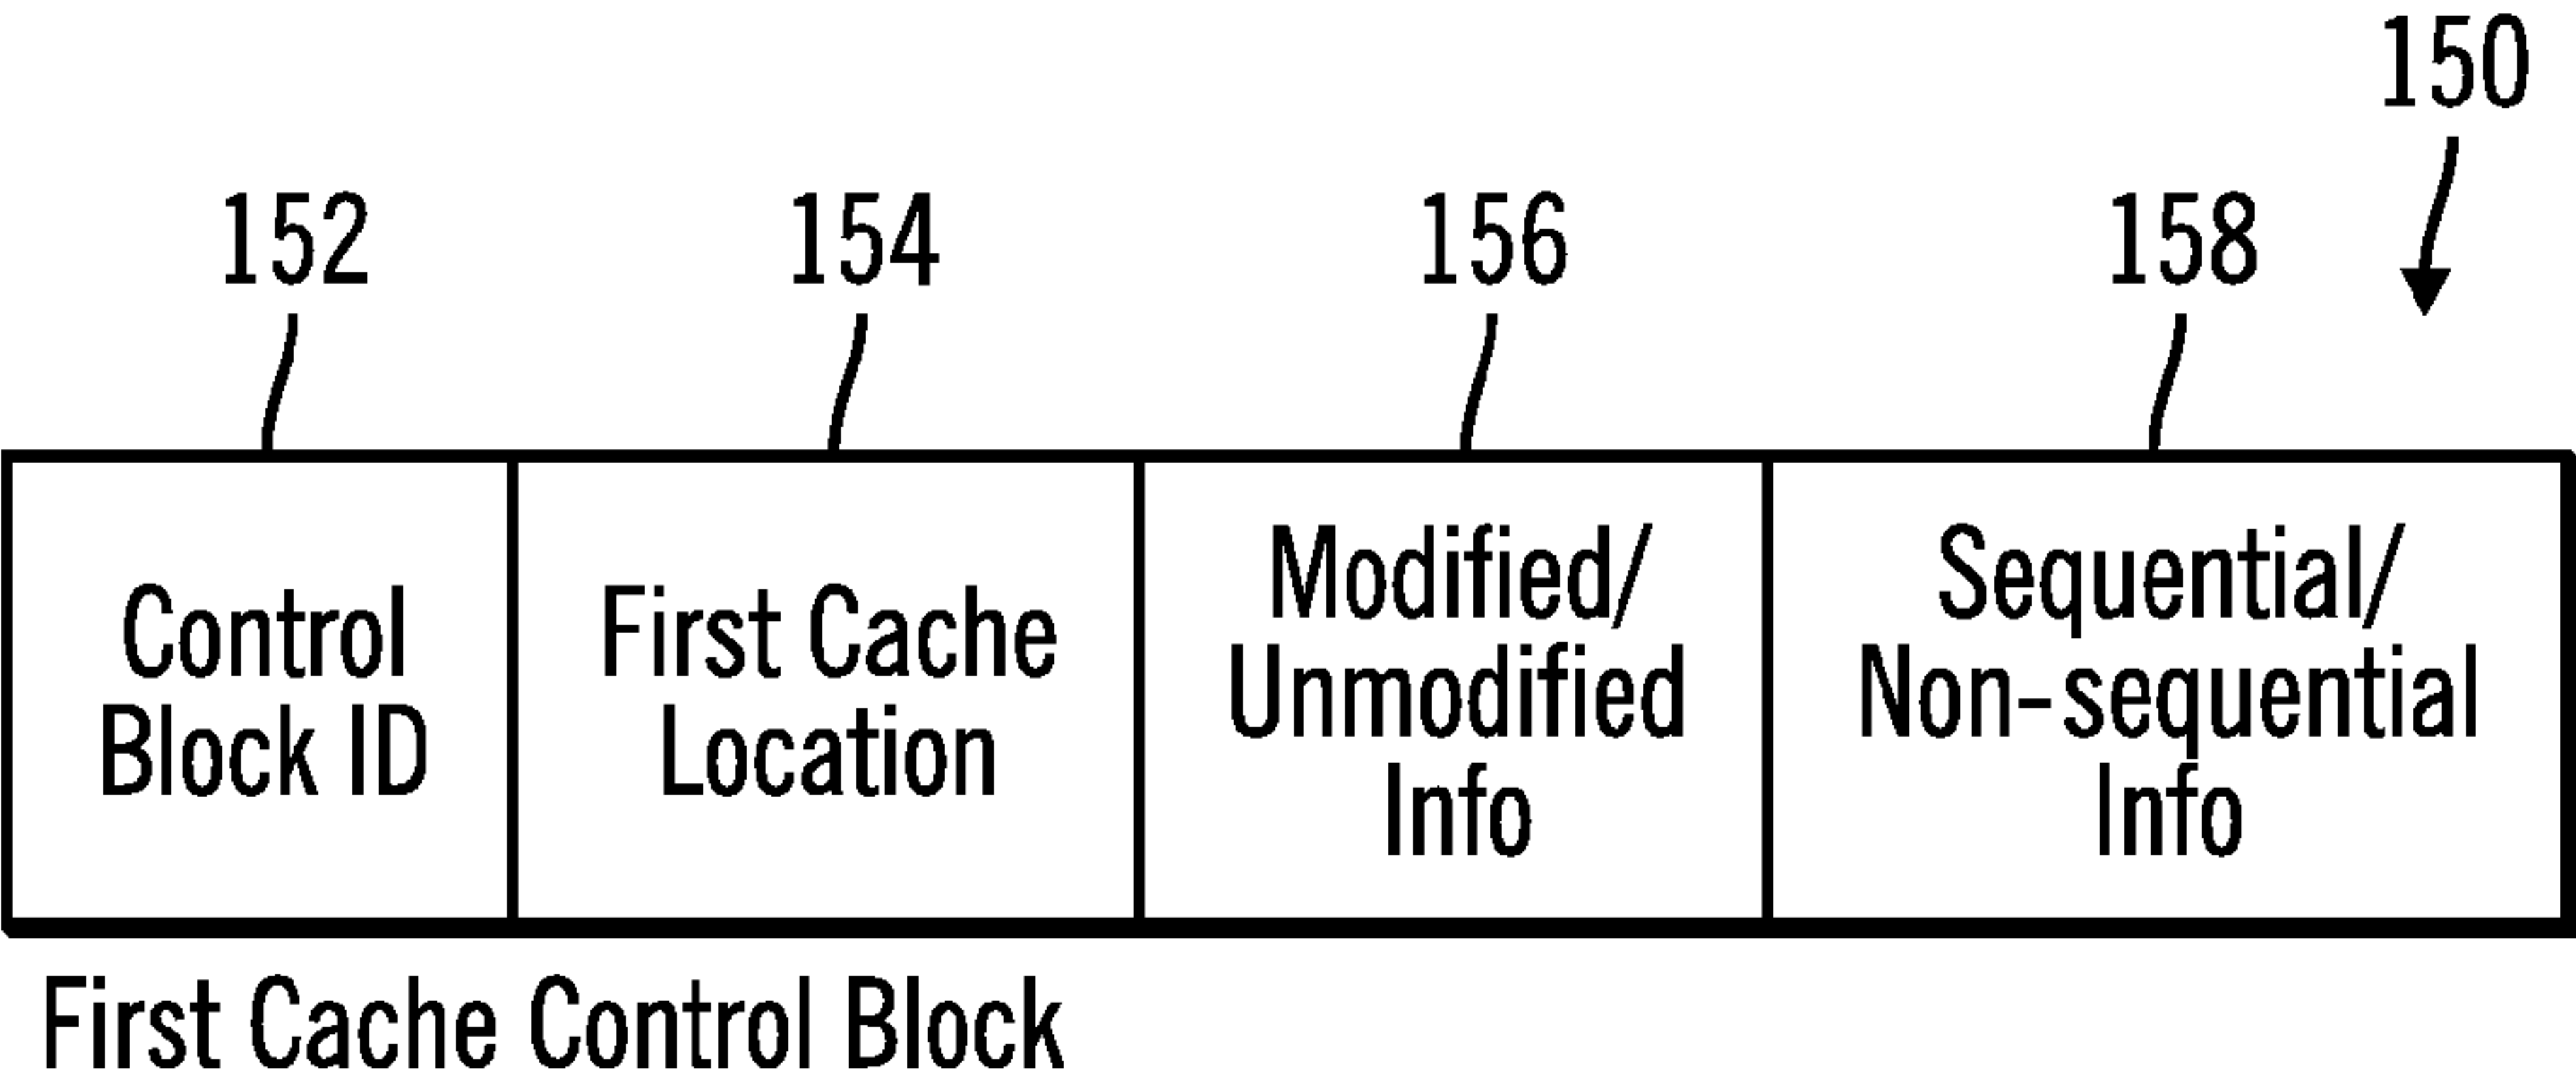 150
152 154 156 158
Control
Block ID
First Cache
Location
Modified/
Unmodified
Info
Sequential/
Non-sequential
Info
First Cache Control Block